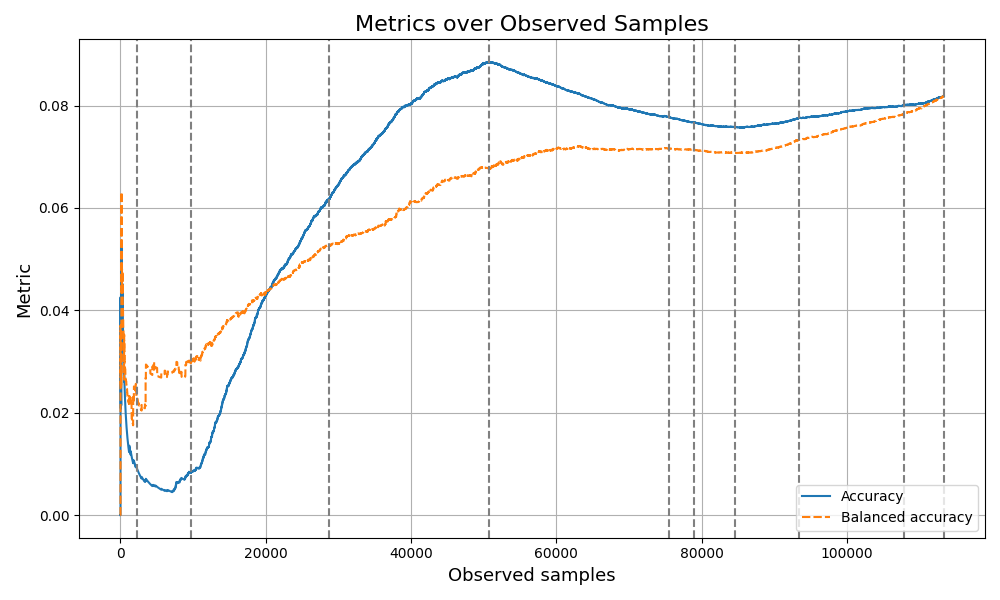 Metrics over Observed Samples
Metric
0.08
0.06
0.04
0.02
0.00
0
20000
40000
60000
80000
100000
Observed samples
Accuracy
Balanced accuracy